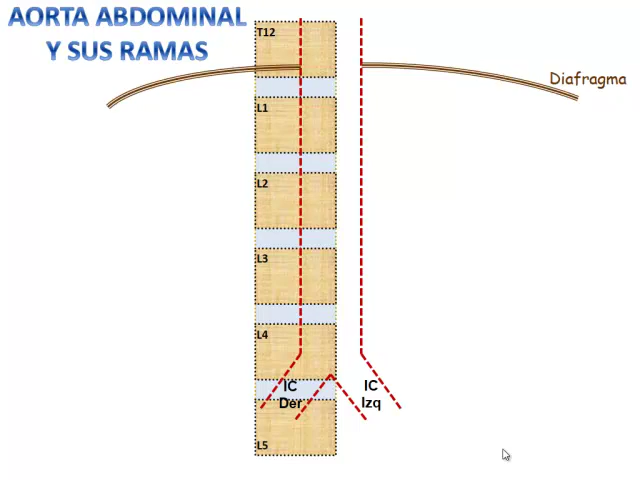 AORTA ABDOMINAL
Y SUS RAMAS
T12
Diafragma
L1
L2
L3
L4
IC
Der
IC
Izq
L5